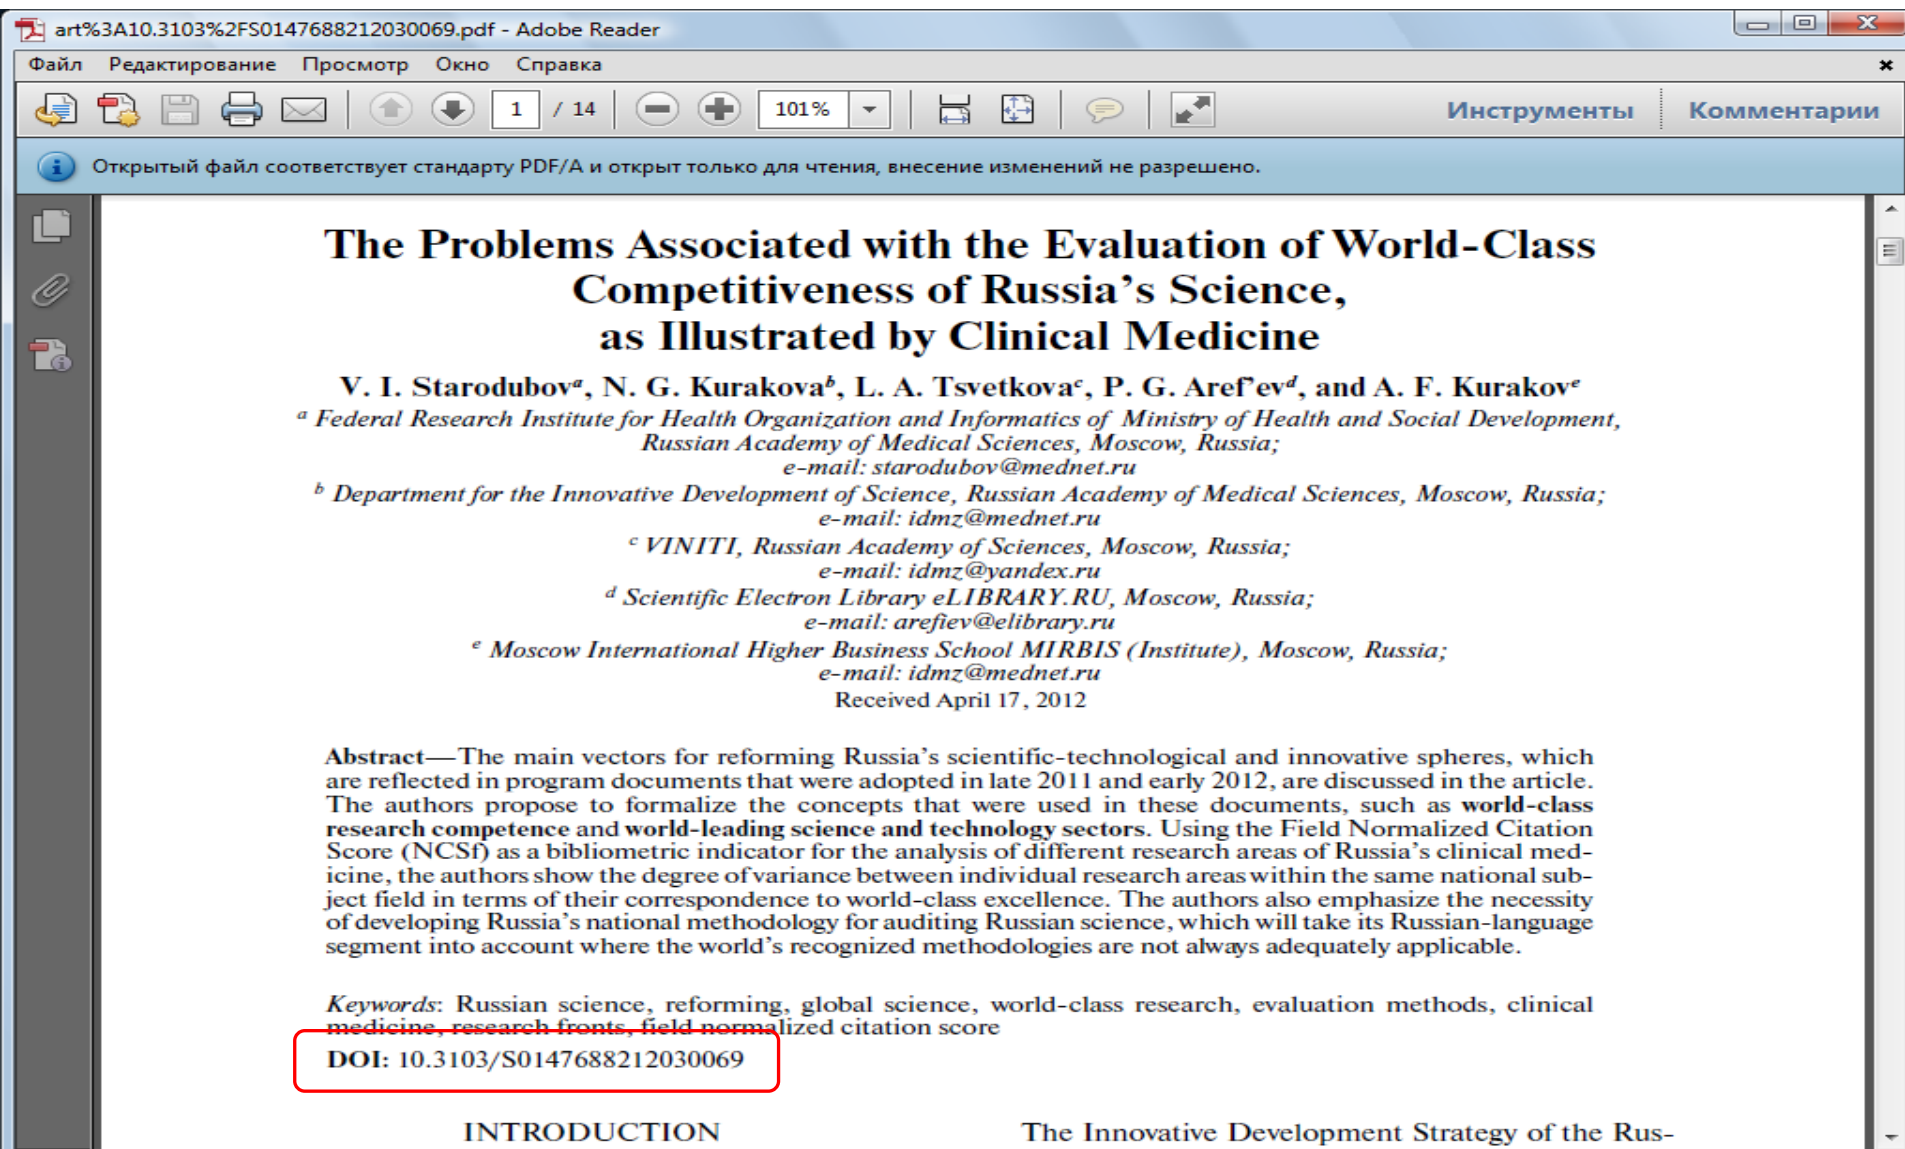 art%3A10.3103%2FS0147688212030069.pdf - Adobe Reader
Файл Редактирование Просмотр Окно Справка
1 / 14 101% Инструменты Комментарии
Открытый файл соответствует стандарту PDF/A и открыт только для чтения, внесение изменений не разрешено.
The Problems Associated with the Evaluation of World-Class
Competitiveness of Russia's Science,
as Illustrated by Clinical Medicine
V. I. Starodubovᵃ, N. G. Kurakovaᵇ, L. A. Tsvetkovaᶜ, P. G. Aref'evᵈ, and A. F. Kurakovᵉ
ᵃ Federal Research Institute for Health Organization and Informatics of Ministry of Health and Social Development,
Russian Academy of Medical Sciences, Moscow, Russia;
e-mail: starodubov@mednet.ru
ᵇ Department for the Innovative Development of Science, Russian Academy of Medical Sciences, Moscow, Russia;
e-mail: idmz@mednet.ru
ᶜ VINITI, Russian Academy of Sciences, Moscow, Russia;
e-mail: idmz@yandex.ru
ᵈ Scientific Electron Library eLIBRARY.RU, Moscow, Russia;
e-mail: arefiev@elibrary.ru
ᵉ Moscow International Higher Business School MIRBIS (Institute), Moscow, Russia;
e-mail: idmz@mednet.ru
Received April 17, 2012
Abstract—The main vectors for reforming Russia's scientific-technological and innovative spheres, which
are reflected in program documents that were adopted in late 2011 and early 2012, are discussed in the article.
The authors propose to formalize the concepts that were used in these documents, such as world-class
research competence and world-leading science and technology sectors. Using the Field Normalized Citation
Score (NCSf) as a bibliometric indicator for the analysis of different research areas of Russia's clinical med-
icine, the authors show the degree of variance between individual research areas within the same national sub-
ject field in terms of their correspondence to world-class excellence. The authors also emphasize the necessity
of developing Russia's national methodology for auditing Russian science, which will take its Russian-language
segment into account where the world's recognized methodologies are not always adequately applicable.
Keywords: Russian science, reforming, global science, world-class research, evaluation methods, clinical
medicine, research fronts, field normalized citation score
DOI: 10.3103/S0147688212030069
INTRODUCTION
The Innovative Development Strategy of the Rus-